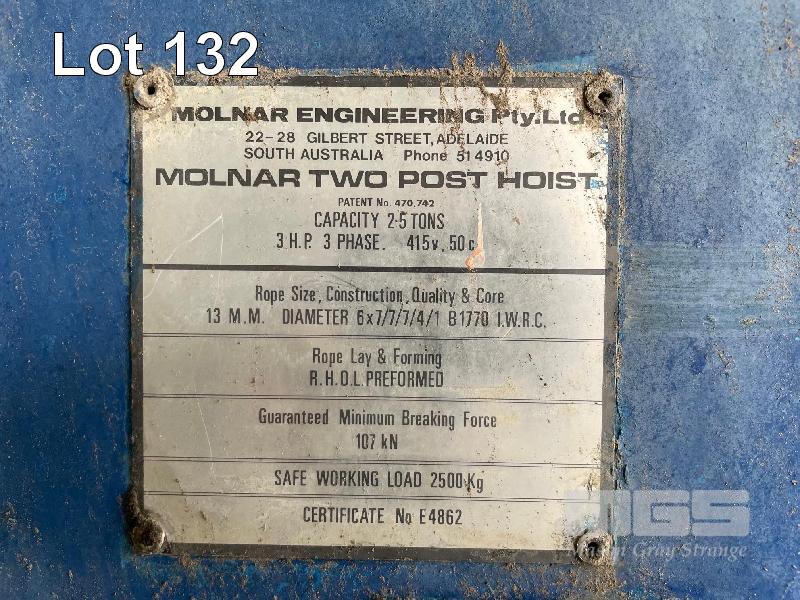 Lot 132
MOLNAR ENGINEERING Pty.Ltd
22-28 GILBERT STREET, ADELAIDE
SOUTH AUSTRALIA Phone 51 4910
MOLNAR TWO POST HOIST
PATENT No. 470,742
CAPACITY 2·5 TONS
3 H.P. 3 PHASE. 415v, 50c
Rope Size, Construction, Quality & Core
13 M.M. DIAMETER 6x7/7/7/4/1 B1770 I.W.R.C.
Rope Lay & Forming
R.H.O.L. PREFORMED
Guaranteed Minimum Breaking Force
107 kN
SAFE WORKING LOAD 2500 Kg
CERTIFICATE No E4862
MGS
Mason Gray Strange